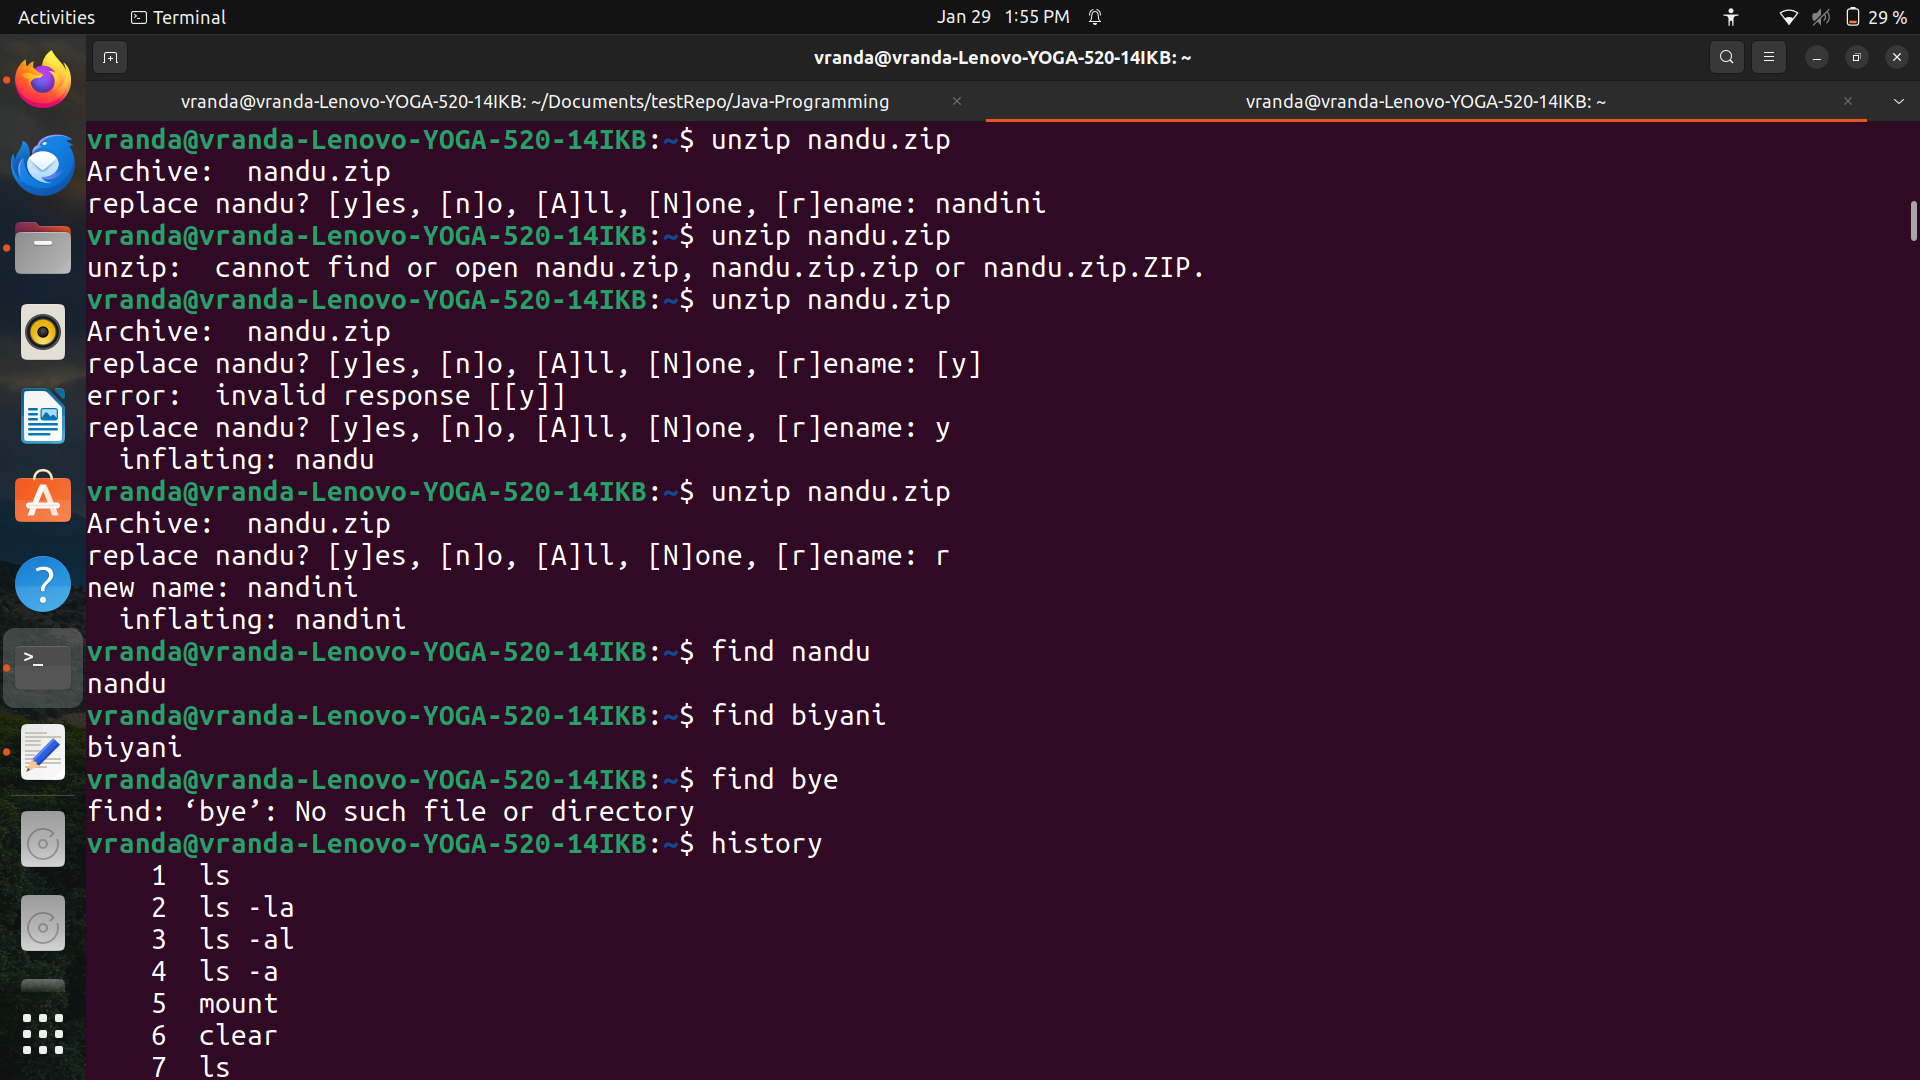 Activities Terminal Jan 29 1:55 PM 29 %
vranda@vranda-Lenovo-YOGA-520-14IKB: ~
vranda@vranda-Lenovo-YOGA-520-14IKB: ~/Documents/testRepo/Java-Programming × vranda@vranda-Lenovo-YOGA-520-14IKB: ~ ×
vranda@vranda-Lenovo-YOGA-520-14IKB:~$ unzip nandu.zip
Archive:  nandu.zip
replace nandu? [y]es, [n]o, [A]ll, [N]one, [r]ename: nandini
vranda@vranda-Lenovo-YOGA-520-14IKB:~$ unzip nandu.zip
unzip:  cannot find or open nandu.zip, nandu.zip.zip or nandu.zip.ZIP.
vranda@vranda-Lenovo-YOGA-520-14IKB:~$ unzip nandu.zip
Archive:  nandu.zip
replace nandu? [y]es, [n]o, [A]ll, [N]one, [r]ename: [y]
error:  invalid response [[y]]
replace nandu? [y]es, [n]o, [A]ll, [N]one, [r]ename: y
  inflating: nandu
vranda@vranda-Lenovo-YOGA-520-14IKB:~$ unzip nandu.zip
Archive:  nandu.zip
replace nandu? [y]es, [n]o, [A]ll, [N]one, [r]ename: r
new name: nandini
  inflating: nandini
vranda@vranda-Lenovo-YOGA-520-14IKB:~$ find nandu
nandu
vranda@vranda-Lenovo-YOGA-520-14IKB:~$ find biyani
biyani
vranda@vranda-Lenovo-YOGA-520-14IKB:~$ find bye
find: ‘bye’: No such file or directory
vranda@vranda-Lenovo-YOGA-520-14IKB:~$ history
    1  ls
    2  ls -la
    3  ls -al
    4  ls -a
    5  mount
    6  clear
    7  ls